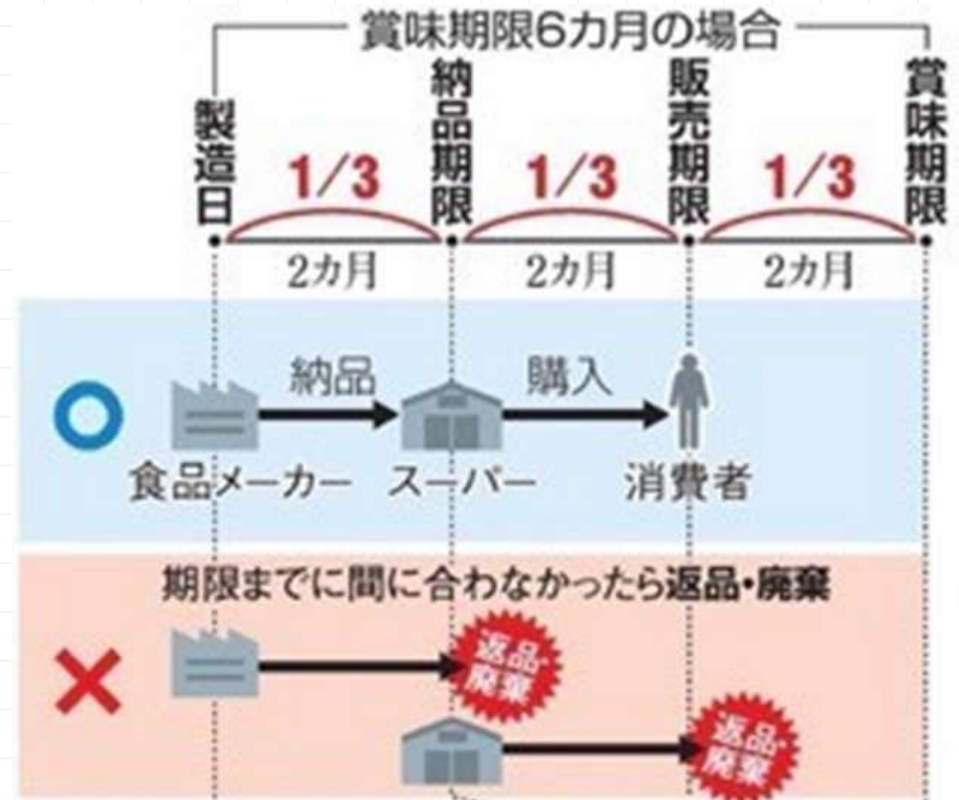 賞味期限6カ月の場合
製造日
納品期限
販売期限
賞味期限
1/3
1/3
1/3
2カ月
2カ月
2カ月
納品
購入
食品メーカー
スーパー
消費者
期限までに間に合わなかったら返品・廃棄
返品・
廃棄
返品・
廃棄